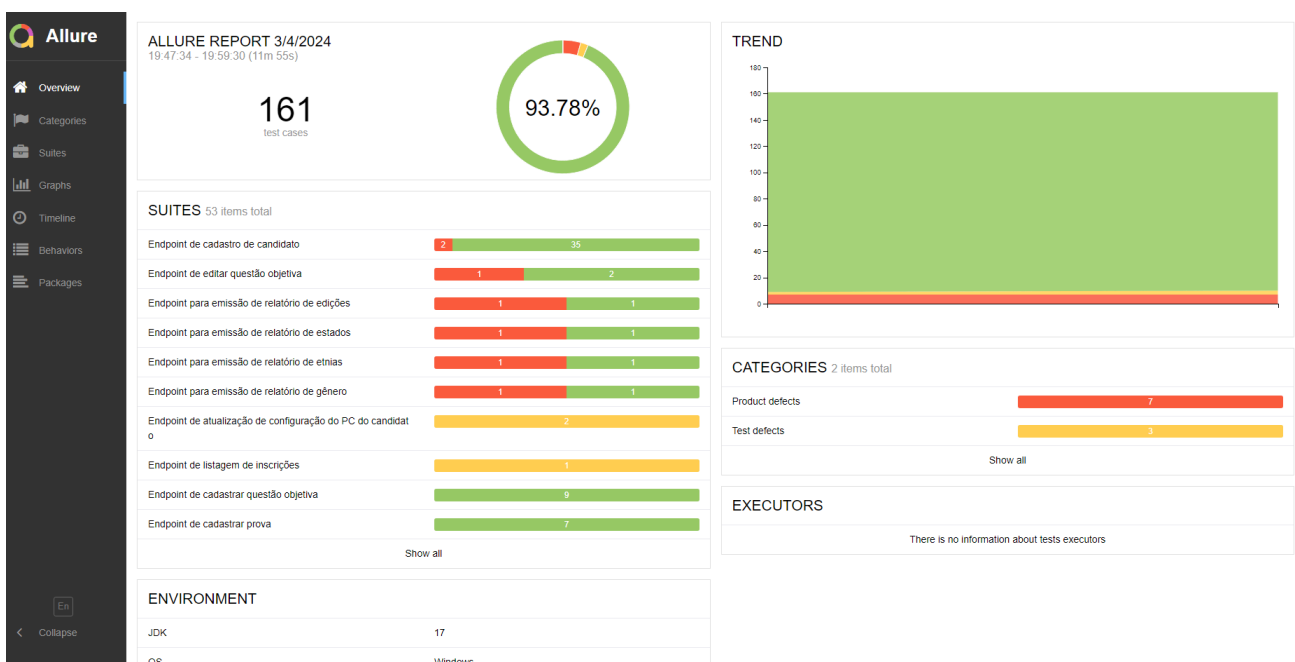 Allure
Overview
Categories
Suites
Graphs
Timeline
Behaviors
Packages
En
Collapse
ALLURE REPORT 3/4/2024
19:47:34 - 19:59:30 (11m 55s)
161
test cases
93.78%
SUITES 53 items total
Endpoint de cadastro de candidato 2 35
Endpoint de editar questão objetiva 1 2
Endpoint para emissão de relatório de edições 1 1
Endpoint para emissão de relatório de estados 1 1
Endpoint para emissão de relatório de etnias 1 1
Endpoint para emissão de relatório de gênero 1 1
Endpoint de atualização de configuração do PC do candidat 2
o
Endpoint de listagem de inscrições 1
Endpoint de cadastrar questão objetiva 9
Endpoint de cadastrar prova 7
Show all
ENVIRONMENT
JDK 17
OS Windows
TREND
180
160
140
120
100
80
60
40
20
0
CATEGORIES 2 items total
Product defects 7
Test defects 3
Show all
EXECUTORS
There is no information about tests executors